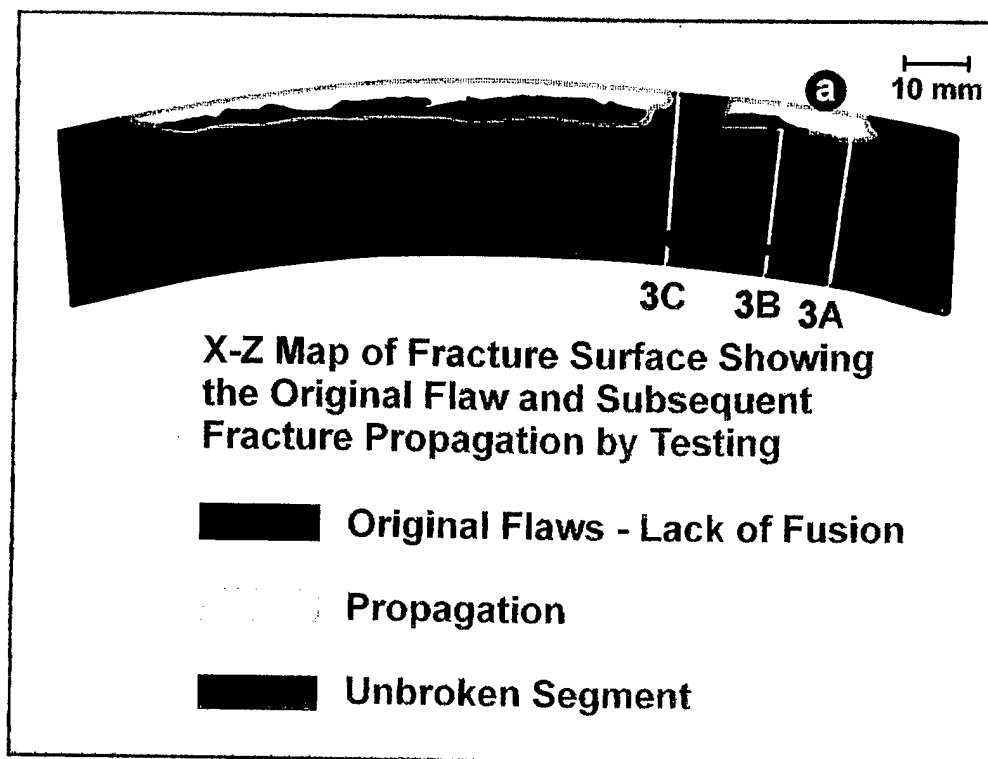 a
10 mm
3C 3B 3A
X-Z Map of Fracture Surface Showing
the Original Flaw and Subsequent
Fracture Propagation by Testing
Original Flaws - Lack of Fusion
Propagation
Unbroken Segment